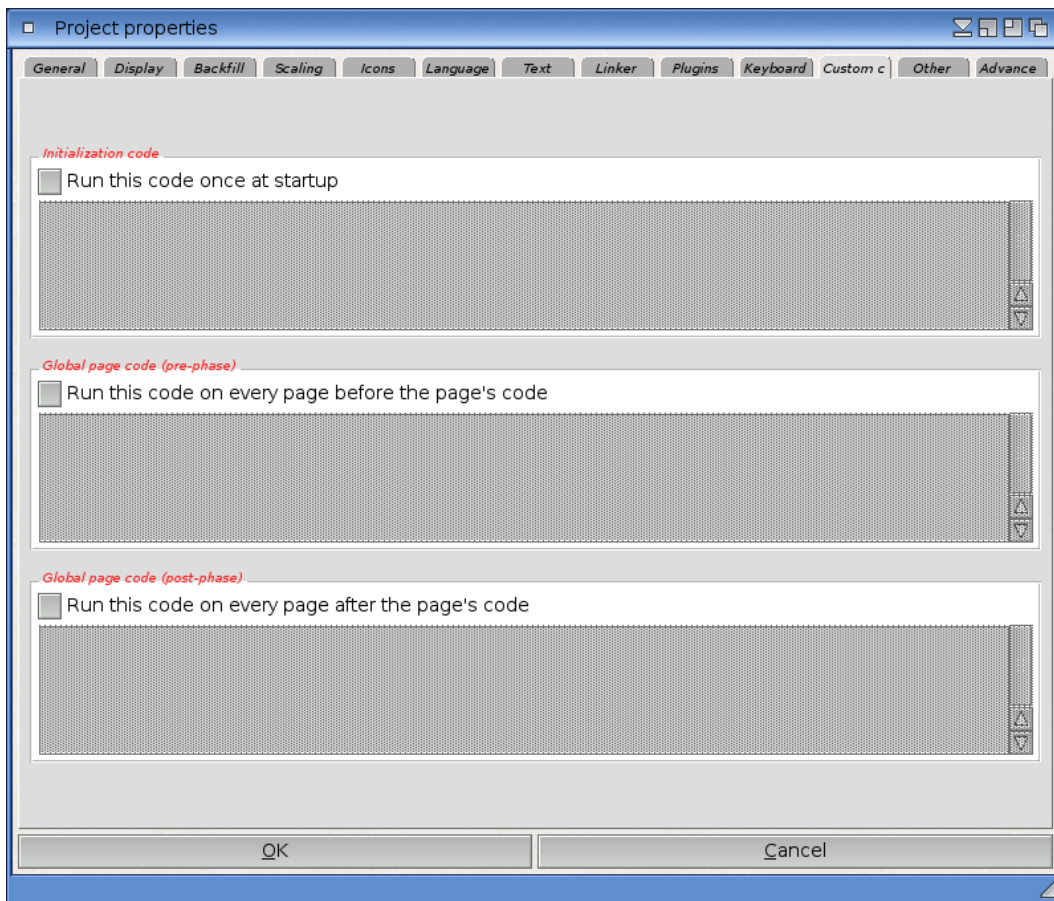 Project properties
General Display Backfill Scaling Icons Language Text Linker Plugins Keyboard Custom c Other Advance
Initialization code
Run this code once at startup
Global page code (pre-phase)
Run this code on every page before the page's code
Global page code (post-phase)
Run this code on every page after the page's code
OK Cancel